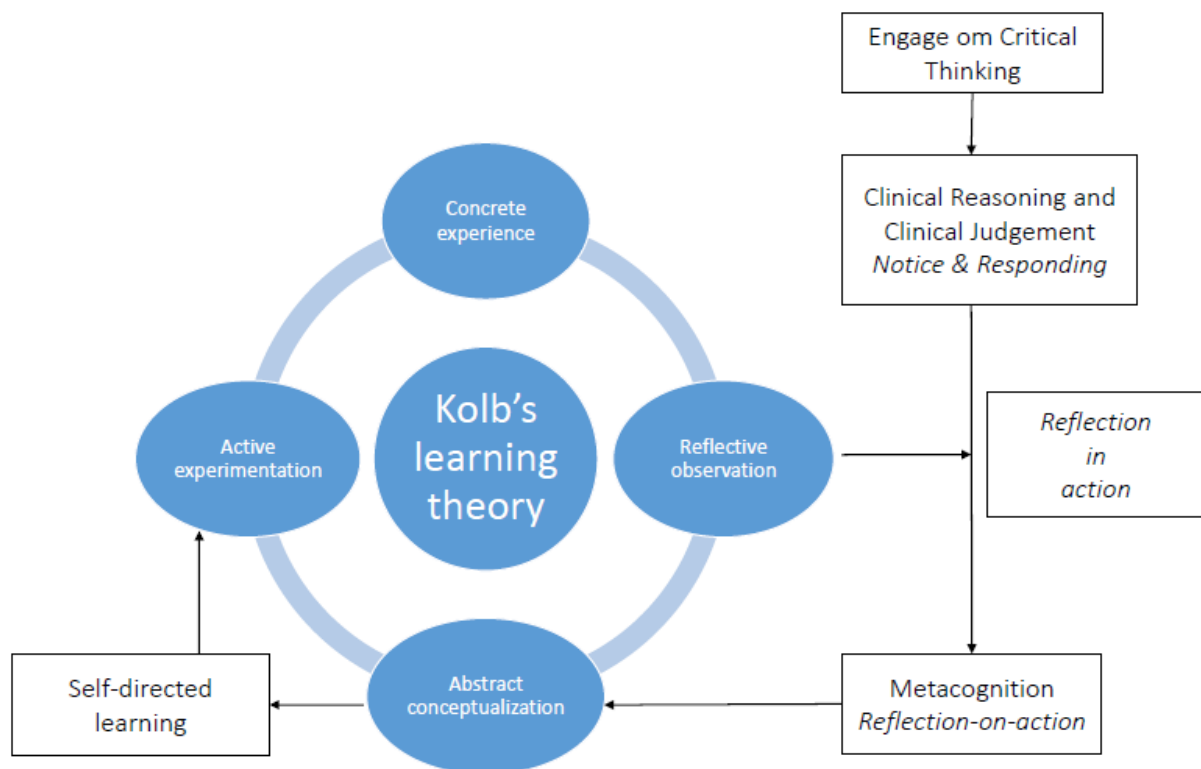 Engage om Critical
Thinking
Clinical Reasoning and
Clinical Judgement
Notice & Responding
Concrete
experience
Kolb's
learning
theory
Active
experimentation
Reflective
observation
Reflection
in
action
Self-directed
learning
Abstract
conceptualization
Metacognition
Reflection-on-action